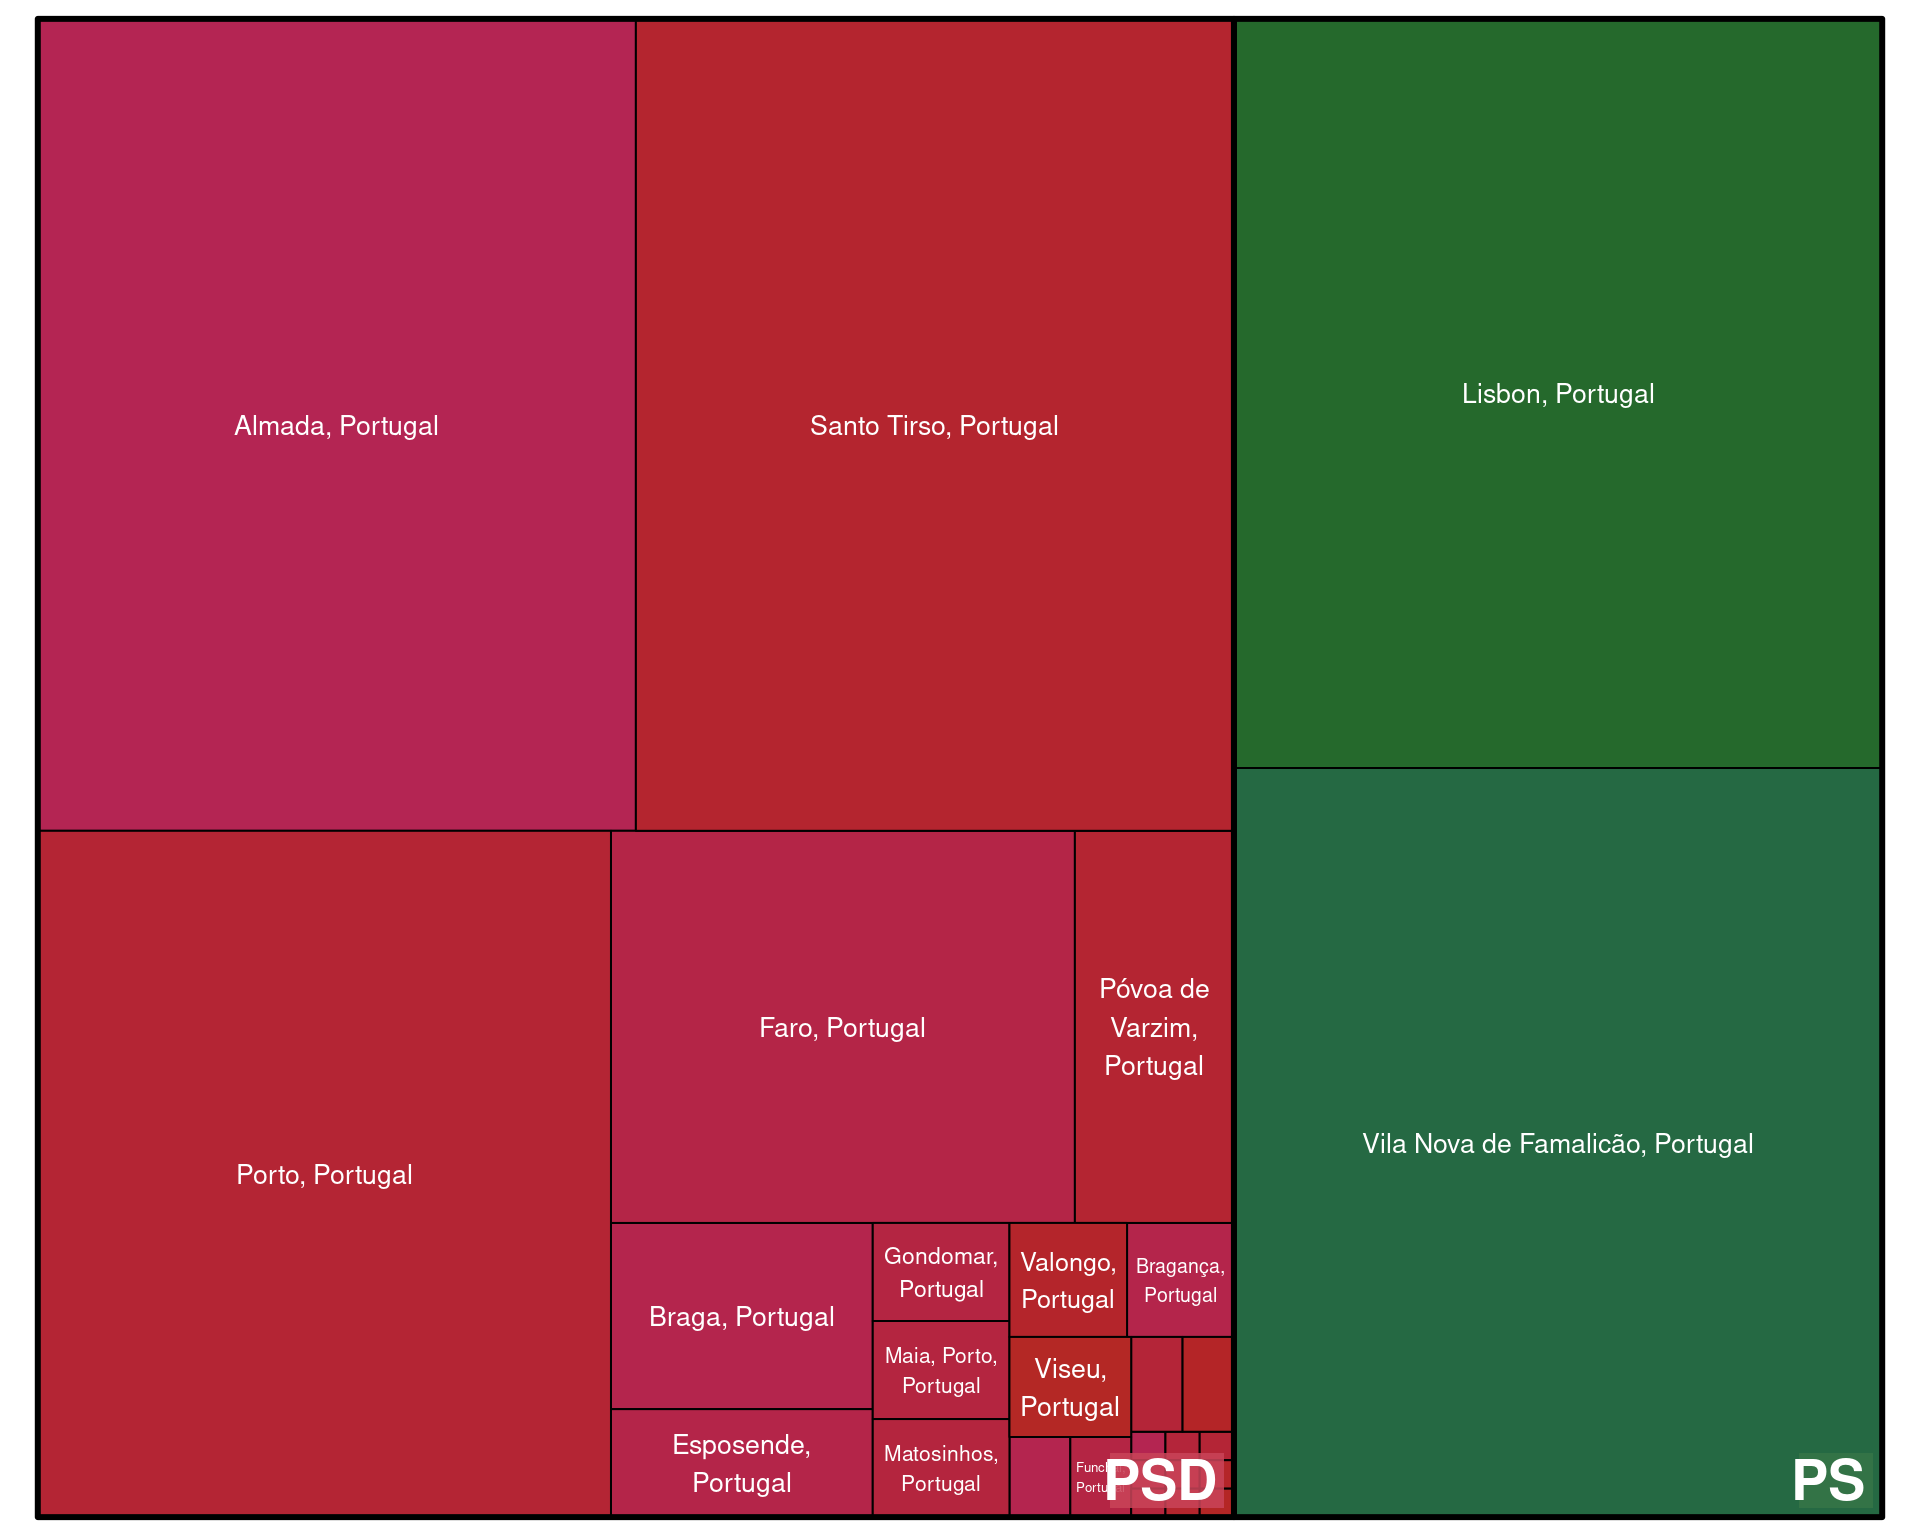 Almada, Portugal
Santo Tirso, Portugal
Lisbon, Portugal
Porto, Portugal
Faro, Portugal
Póvoa de
Varzim,
Portugal
Vila Nova de Famalicão, Portugal
Braga, Portugal
Gondomar,
Portugal
Valongo,
Portugal
Bragança,
Portugal
Maia, Porto,
Portugal
Viseu,
Portugal
Esposende,
Portugal
Matosinhos,
Portugal
PSD
PS